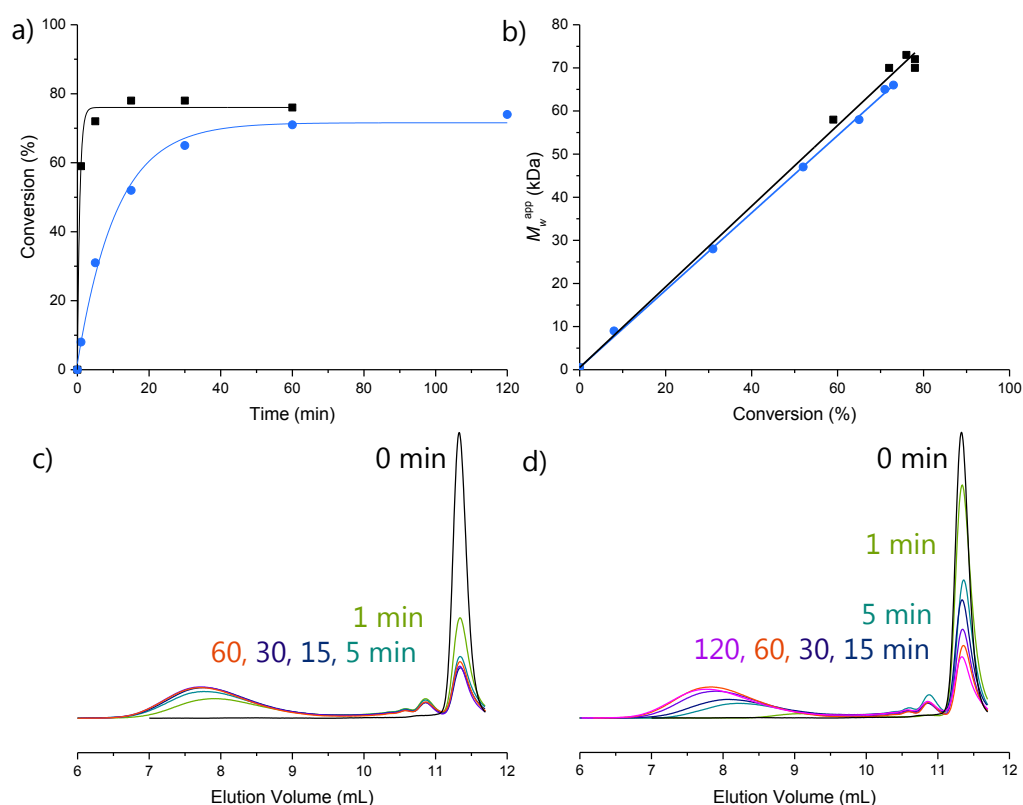 a)
100
80
60
40
20
0
Conversion (%)
0 20 40 60 80 100 120
Time (min)
b)
80
70
60
50
40
30
20
10
0
M_w^app (kDa)
0 20 40 60 80 100
Conversion (%)
c)
0 min
1 min
60, 30, 15, 5 min
6 7 8 9 10 11 12
Elution Volume (mL)
d)
0 min
1 min
5 min
120, 60, 30, 15 min
6 7 8 9 10 11 12
Elution Volume (mL)